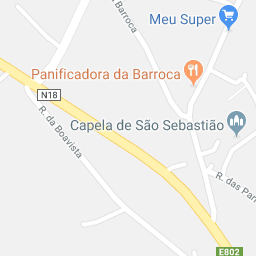 Meu Super
Barroca
Panificadora da Barroca
N18
R. da Boavista
Capela de São Sebastião
R. das Pan
E802